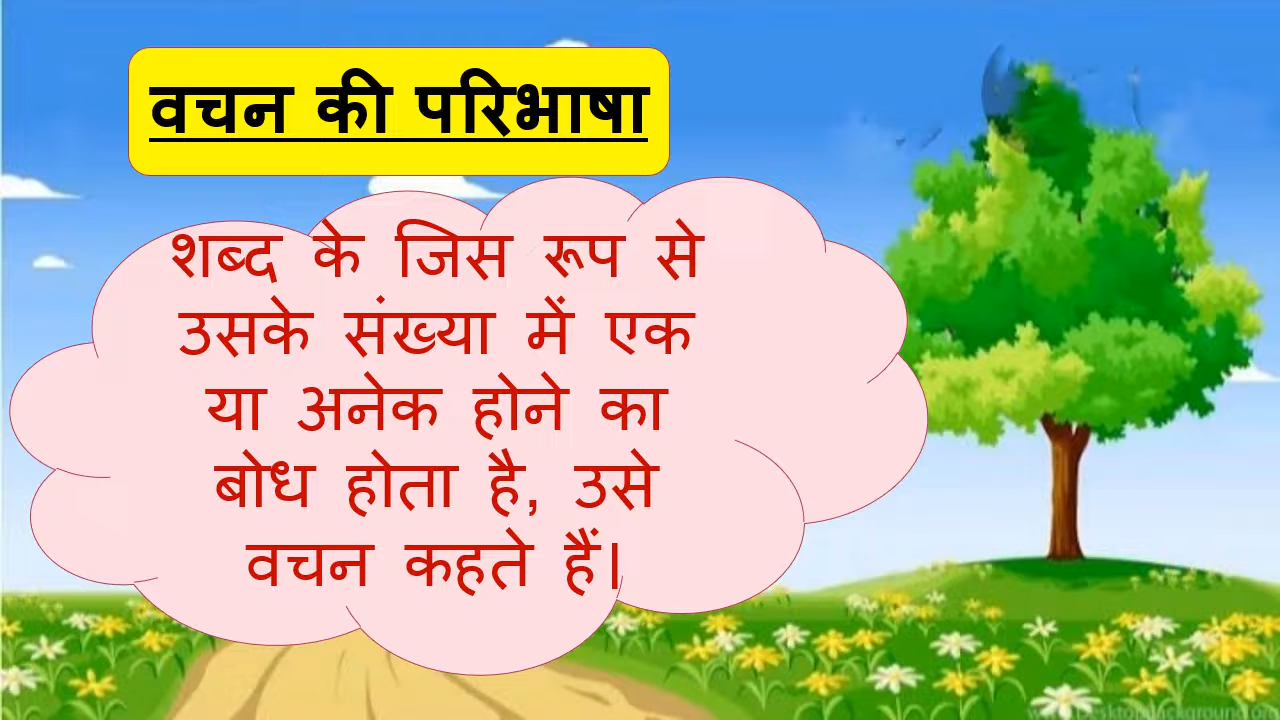 वचन की परिभाषा
शब्द के जिस रूप से
उसके संख्या में एक
या अनेक होने का
बोध होता है, उसे
वचन कहते हैं।